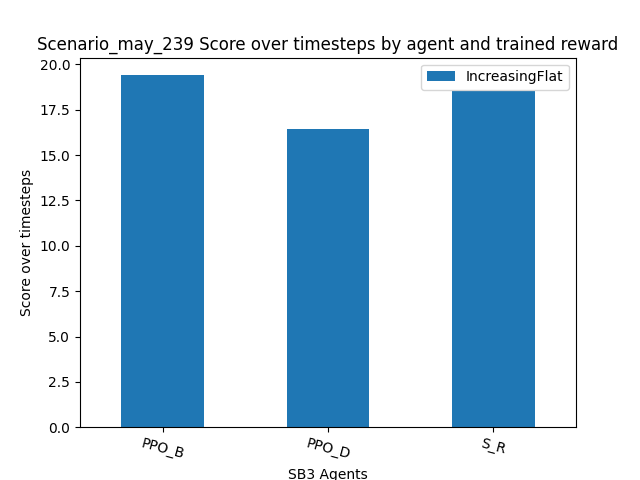 Scenario_may_239 Score over timesteps by agent and trained reward
IncreasingFlat
20.0
17.5
15.0
12.5
10.0
7.5
5.0
2.5
0.0
Score over timesteps
PPO_B
PPO_D
S_R
SB3 Agents